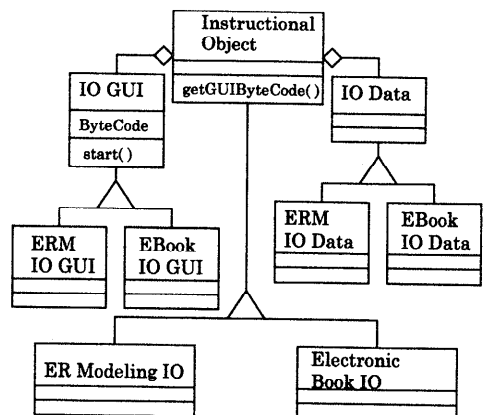 Instructional
Object
getGUIByteCode()
IO GUI
ByteCode
start()
IO Data
ERM
IO GUI
EBook
IO GUI
ERM
IO Data
EBook
IO Data
ER Modeling IO
Electronic
Book IO